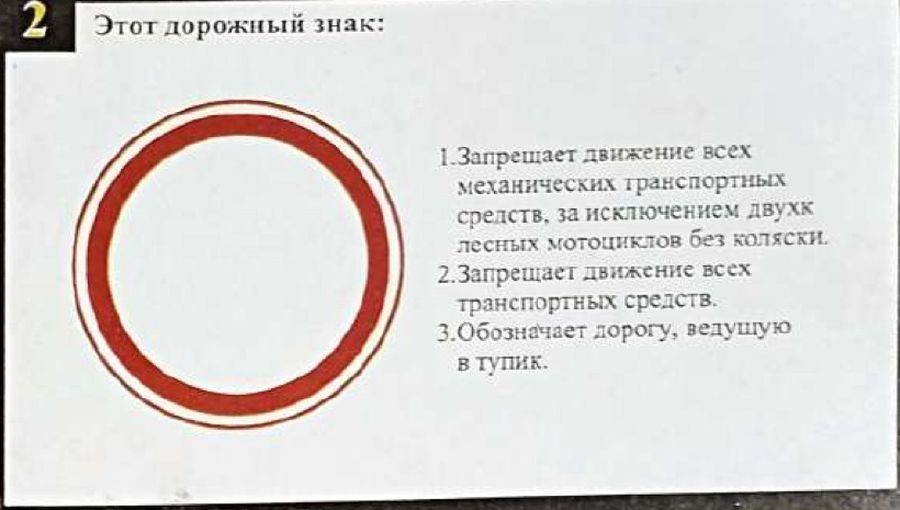 2
Этот дорожный знак:
1.Запрещает движение всех
механических транспортных
средств, за исключением двухк
лесных мотоциклов без коляски.
2.Запрещает движение всех
транспортных средств.
3.Обозначает дорогу, ведущую
в тупик.